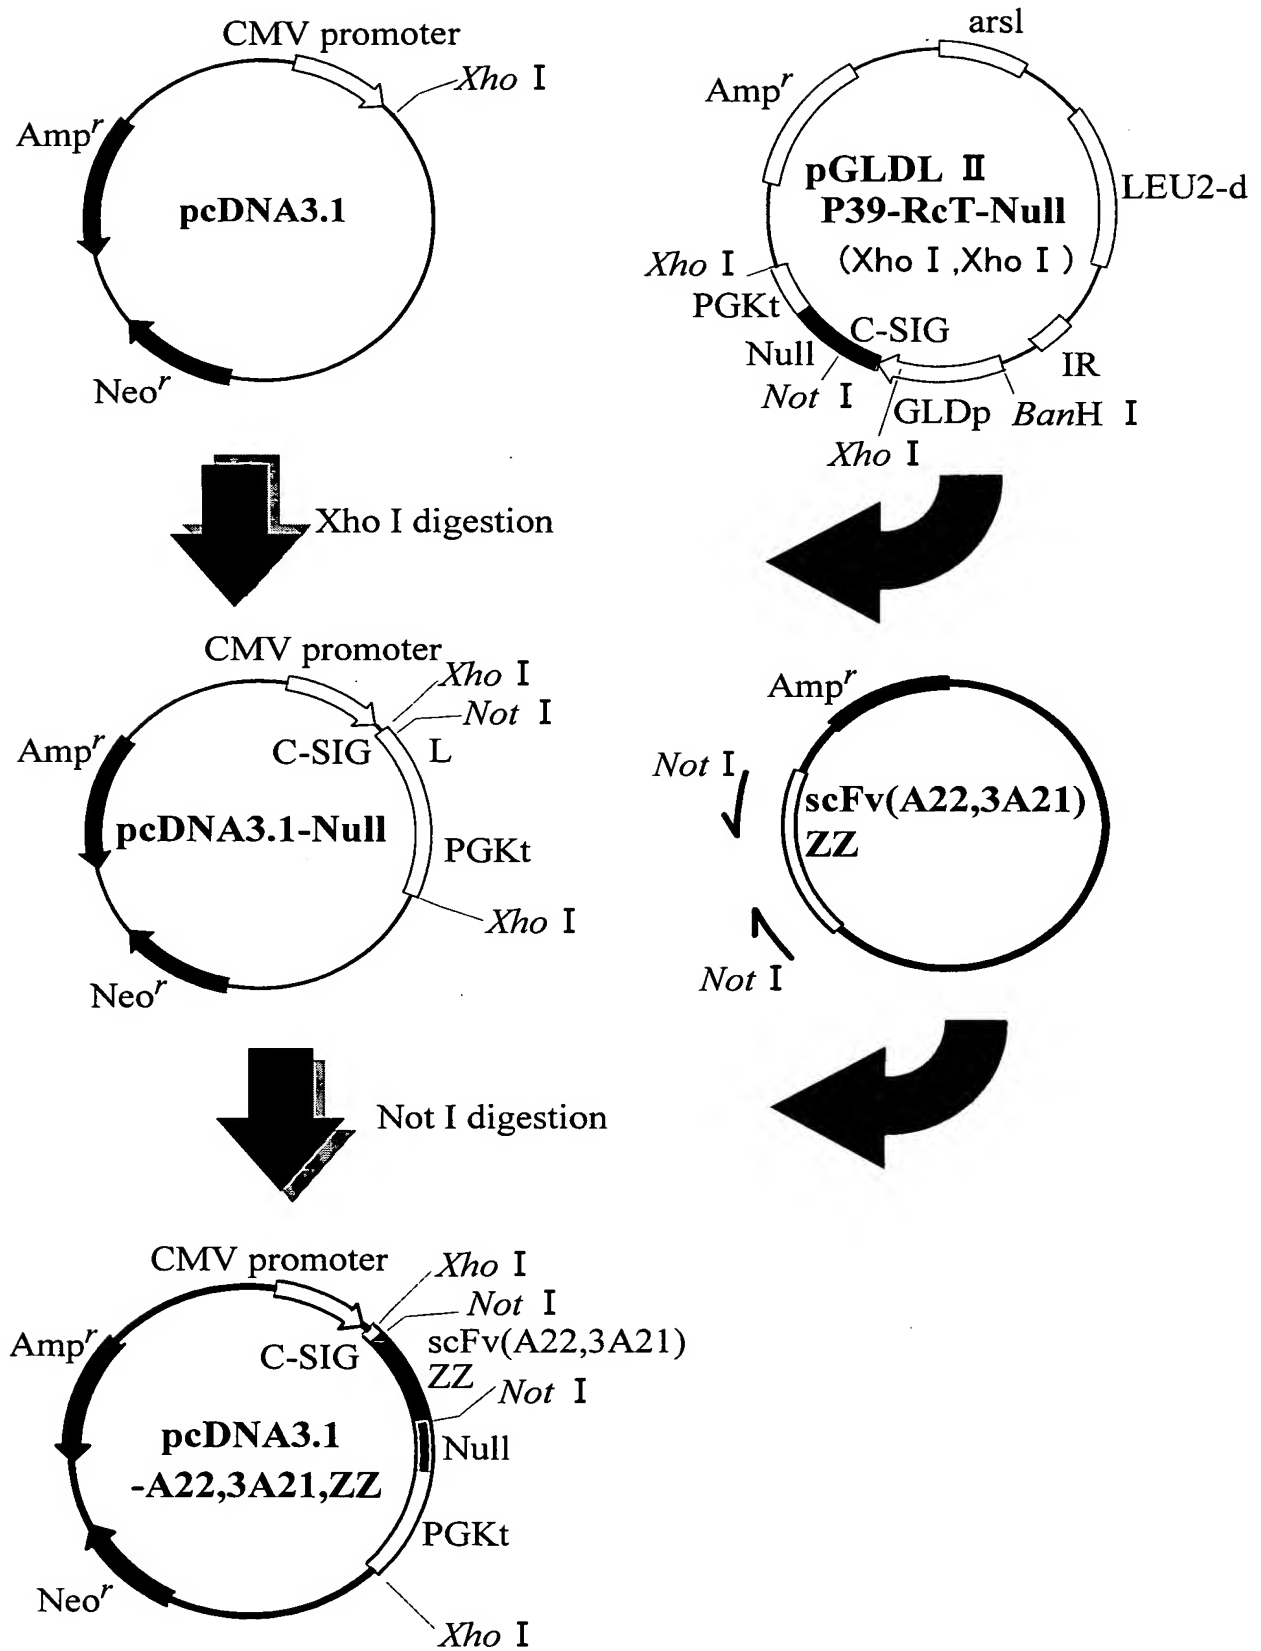 CMV promoter
Xho I
Amp^r
pcDNA3.1
Neo^r
arsl
Amp^r
pGLDL II
P39-RcT-Null
(Xho I ,Xho I )
LEU2-d
Xho I
PGKt
C-SIG
Null
Not I
IR
GLDp
BanH I
Xho I
Xho I digestion
CMV promoter
Xho I
Not I
Amp^r
C-SIG
L
pcDNA3.1-Null
PGKt
Xho I
Neo^r
Amp^r
Not I
scFv(A22,3A21)
ZZ
Not I
Not I digestion
CMV promoter
Xho I
Not I
Amp^r
C-SIG
scFv(A22,3A21)
ZZ
Not I
pcDNA3.1
-A22,3A21,ZZ
Null
PGKt
Neo^r
Xho I